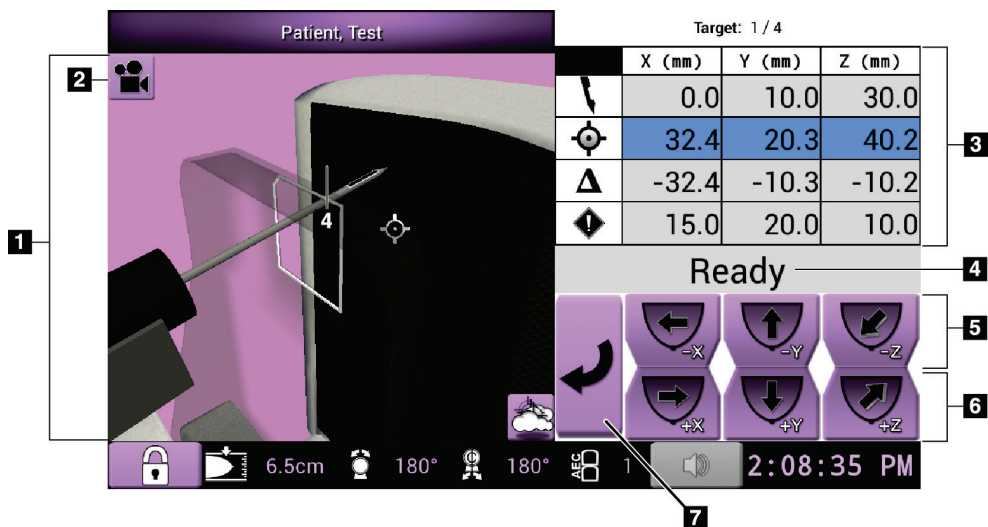 Patient, Test
Target: 1 / 4
X (mm) Y (mm) Z (mm)
0.0 10.0 30.0
32.4 20.3 40.2
Δ -32.4 -10.3 -10.2
! 15.0 20.0 10.0
Ready
4
-X -Y -Z
+X +Y +Z
6.5cm 180° C 180° AEC 1 2:08:35 PM
1
2
3
4
5
6
7